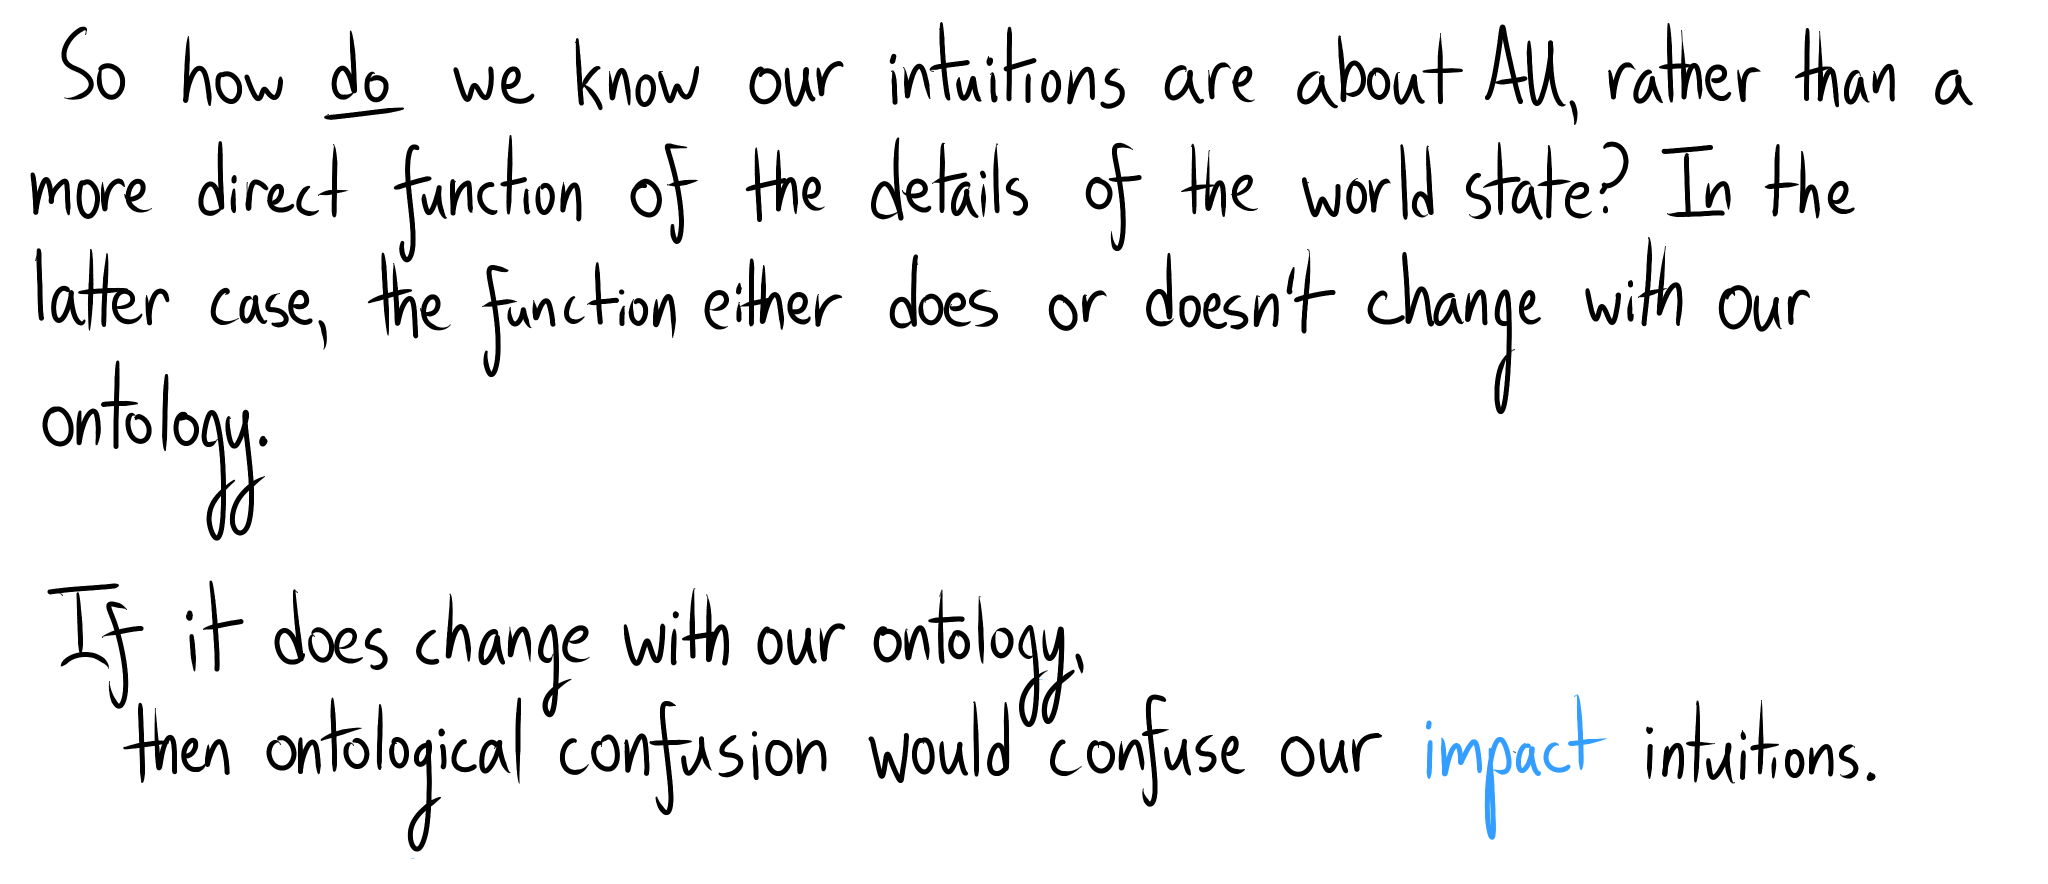 So how do we know our intuitions are about AU, rather than a
more direct function of the details of the world state? In the
latter case, the function either does or doesn't change with our
ontology.
If it does change with our ontology,
then ontological confusion would confuse our impact intuitions.